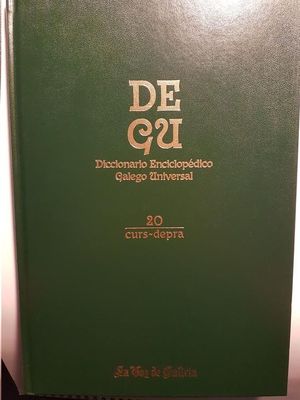 DE
GU
Diccionario Enciclopédico
Galego Universal
20
curs-depra
La Voz de Galicia